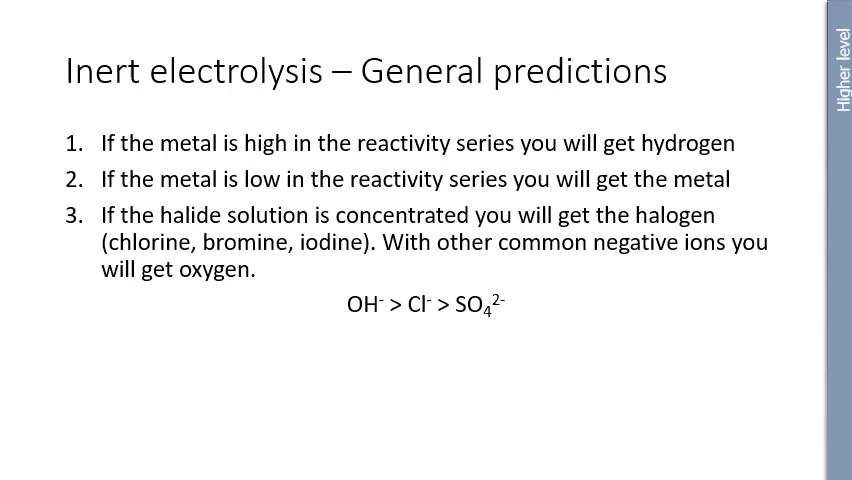 Inert electrolysis – General predictions
1. If the metal is high in the reactivity series you will get hydrogen
2. If the metal is low in the reactivity series you will get the metal
3. If the halide solution is concentrated you will get the halogen
(chlorine, bromine, iodine). With other common negative ions you
will get oxygen.
OH⁻ > Cl⁻ > SO₄²⁻
Higher level